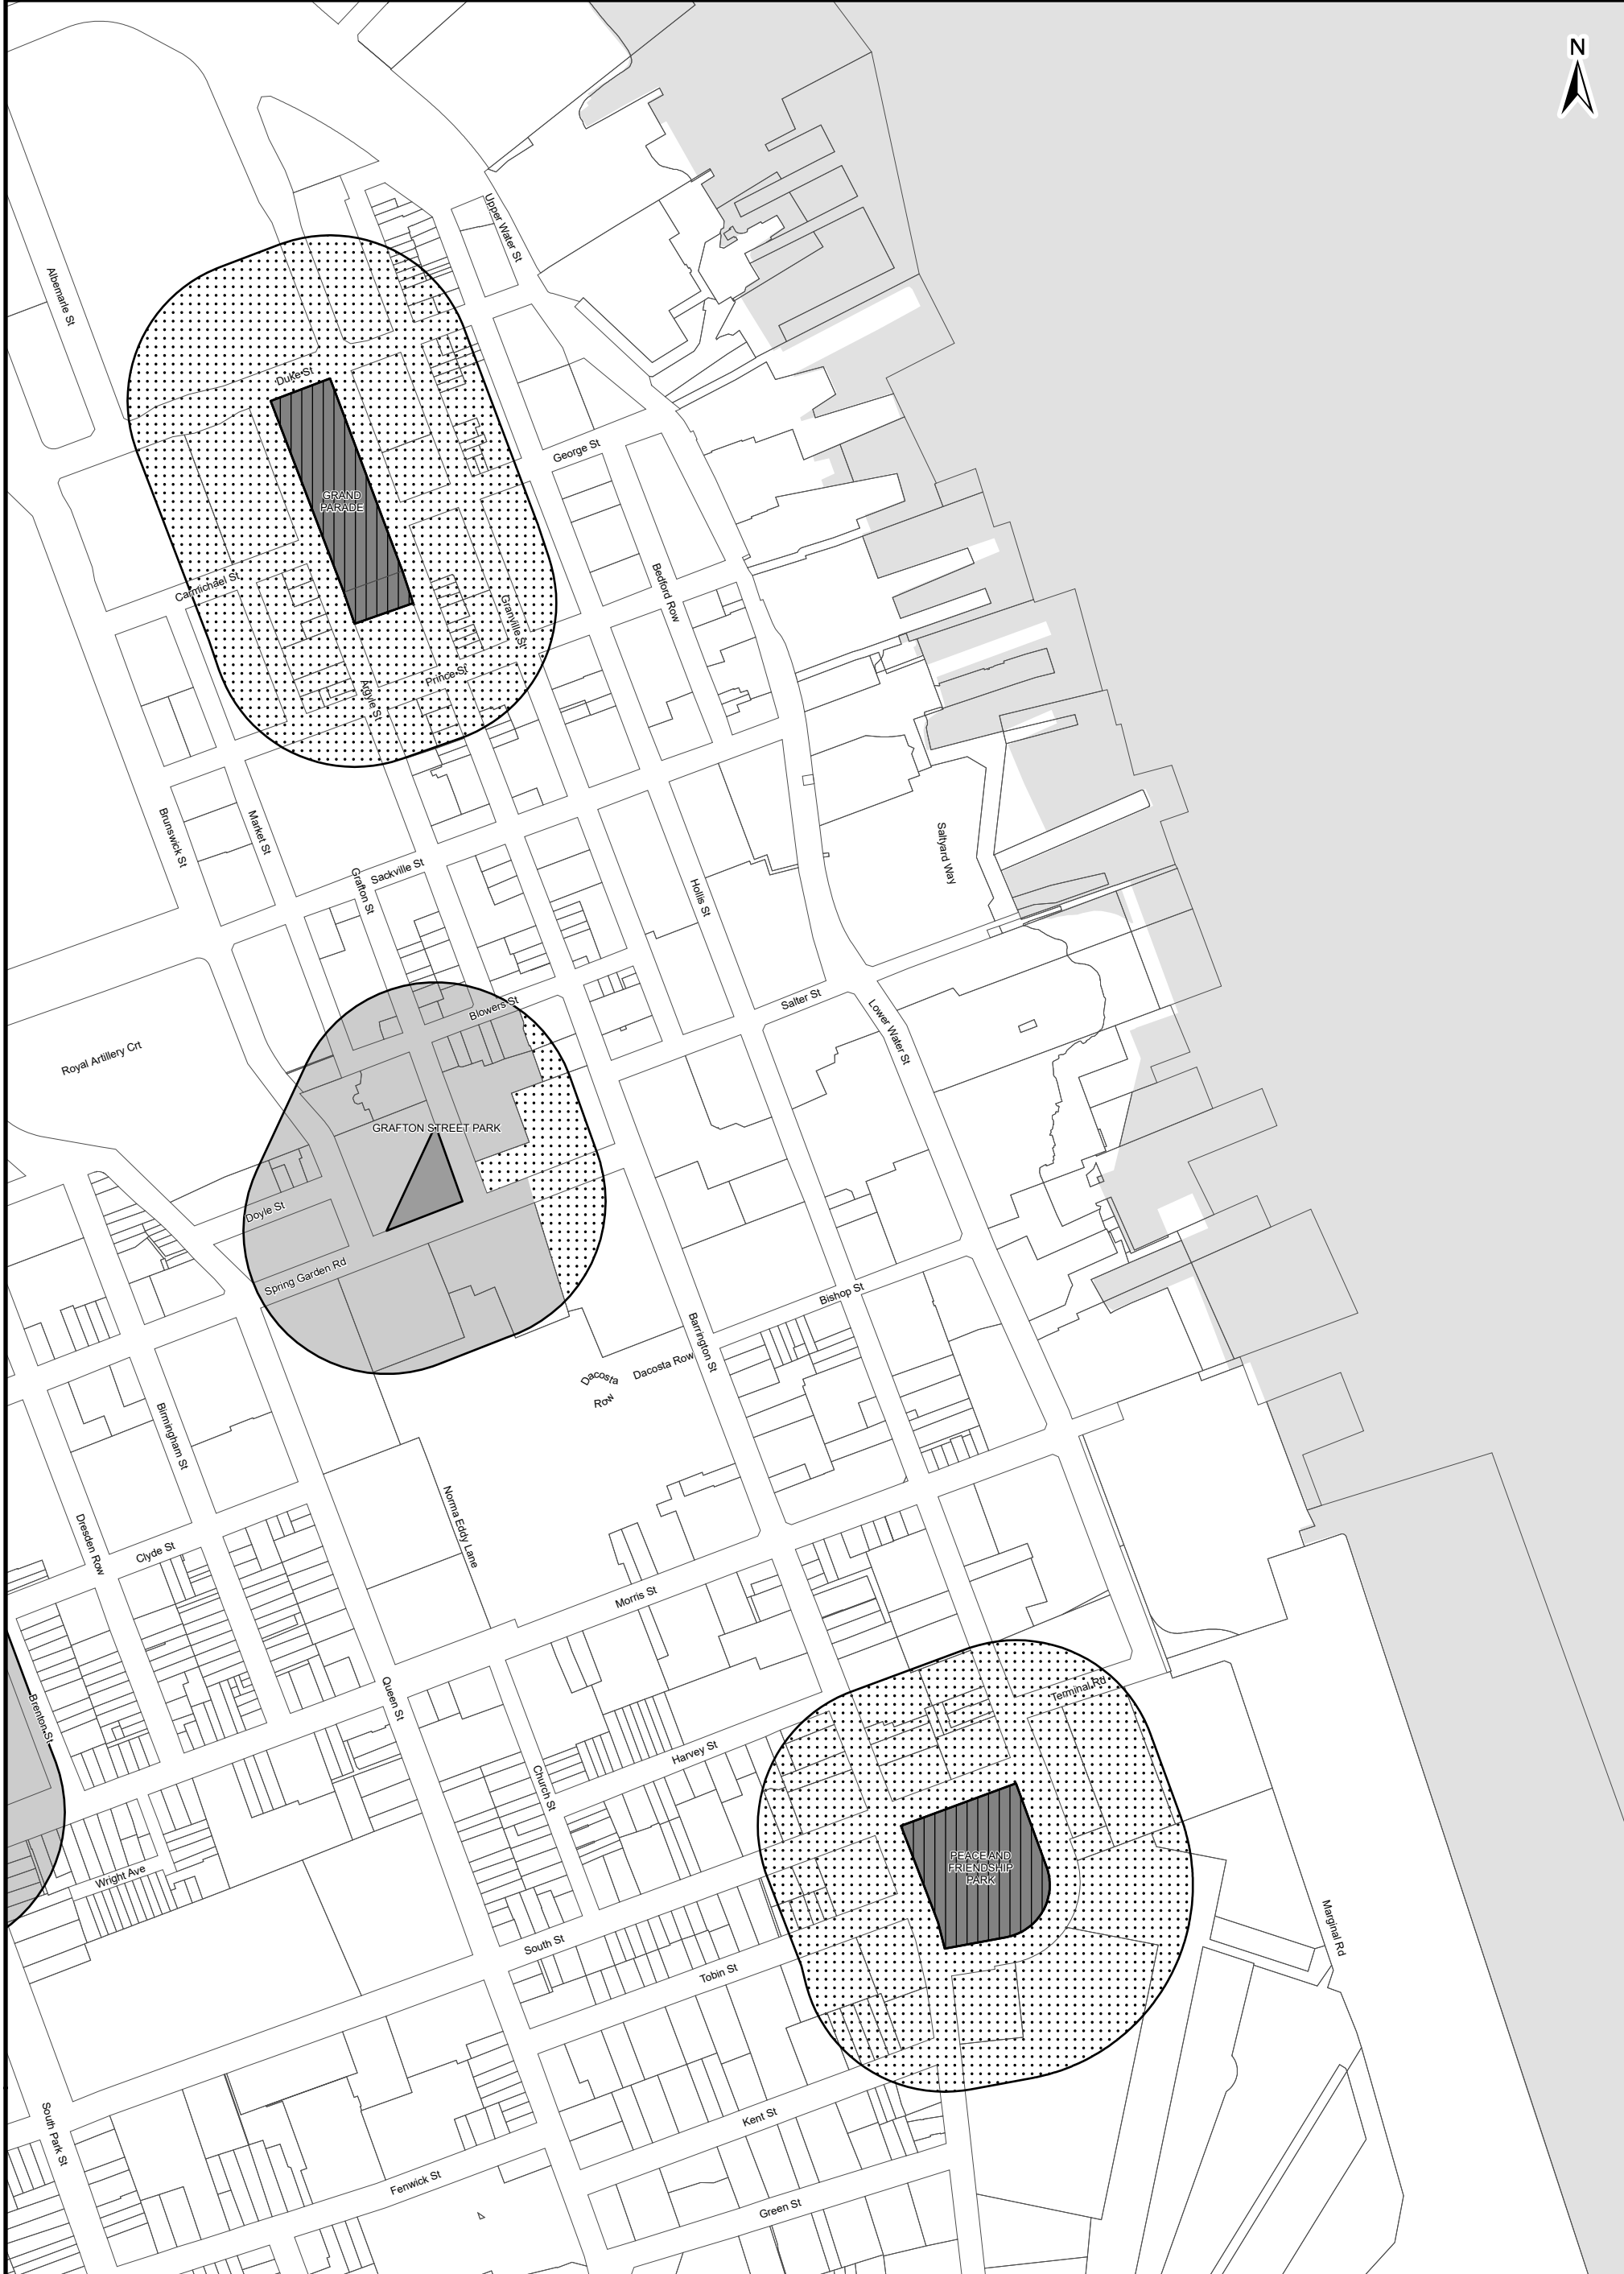 N
Upper Water St
Albemarle St
Duke St
George St
GRAND
PARADE
Carmichael St
Bedford Row
Granville St
Prince St
Argyle St
Brunswick St
Market St
Saltyard Way
Grafton St
Sackville St
Hollis St
Blowers St
Salter St
Lower Water St
Royal Artillery Crt
GRAFTON STREET PARK
Doyle St
Spring Garden Rd
Bishop St
Barrington St
Dacosta Row
Dacosta
Row
Birmingham St
Norma Eddy Lane
Dresden Row
Clyde St
Morris St
Queen St
Terminal Rd
Brenton St
Harvey St
Church St
PEACE AND
FRIENDSHIP
PARK
Wright Ave
Marginal Rd
South St
Tobin St
South Park St
Kent St
Fenwick St
Green St